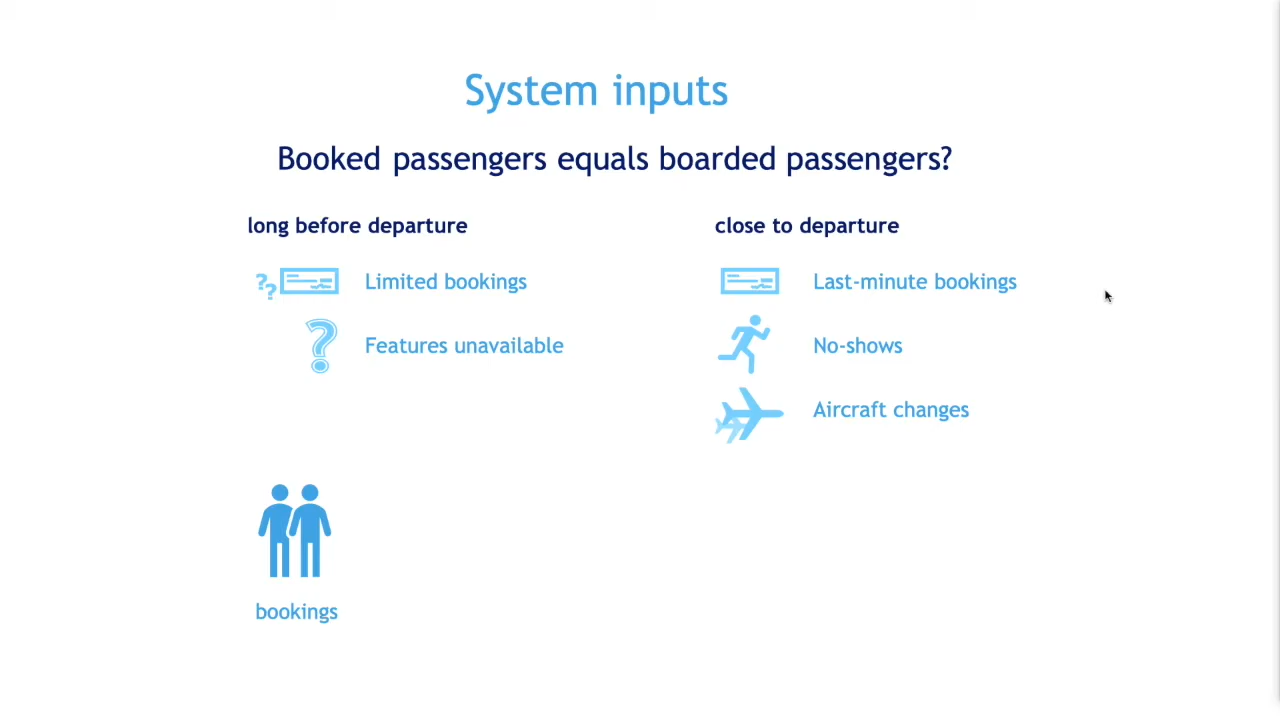 System inputs
Booked passengers equals boarded passengers?
long before departure
?? Limited bookings
? Features unavailable
close to departure
Last-minute bookings
No-shows
Aircraft changes
bookings